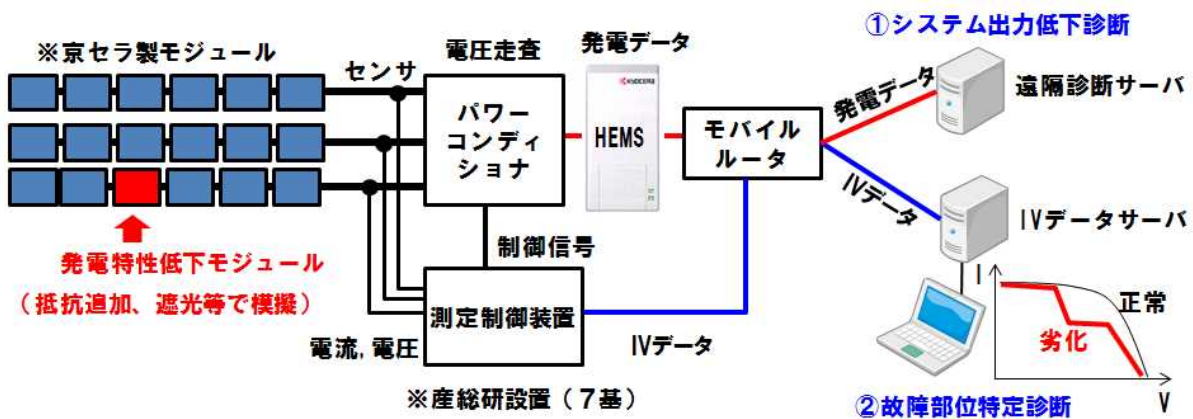 ①システム出力低下診断
※京セラ製モジュール
センサ
電圧走査
発電データ
KYOCERA
パワー
コンディ
ショナ
HEMS
モバイル
ルータ
発電データ
遠隔診断サーバ
IVデータ
IVデータサーバ
発電特性低下モジュール
（抵抗追加、遮光等で模擬）
制御信号
測定制御装置
電流,電圧
IVデータ
※産総研設置（7基）
I
正常
劣化
V
②故障部位特定診断